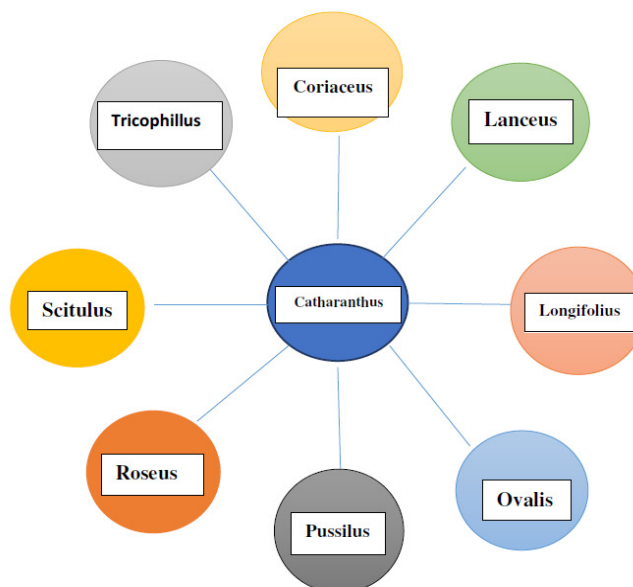 Coriaceus
Tricophillus
Lanceus
Scitulus
Catharanthus
Longifolius
Roseus
Ovalis
Pussilus